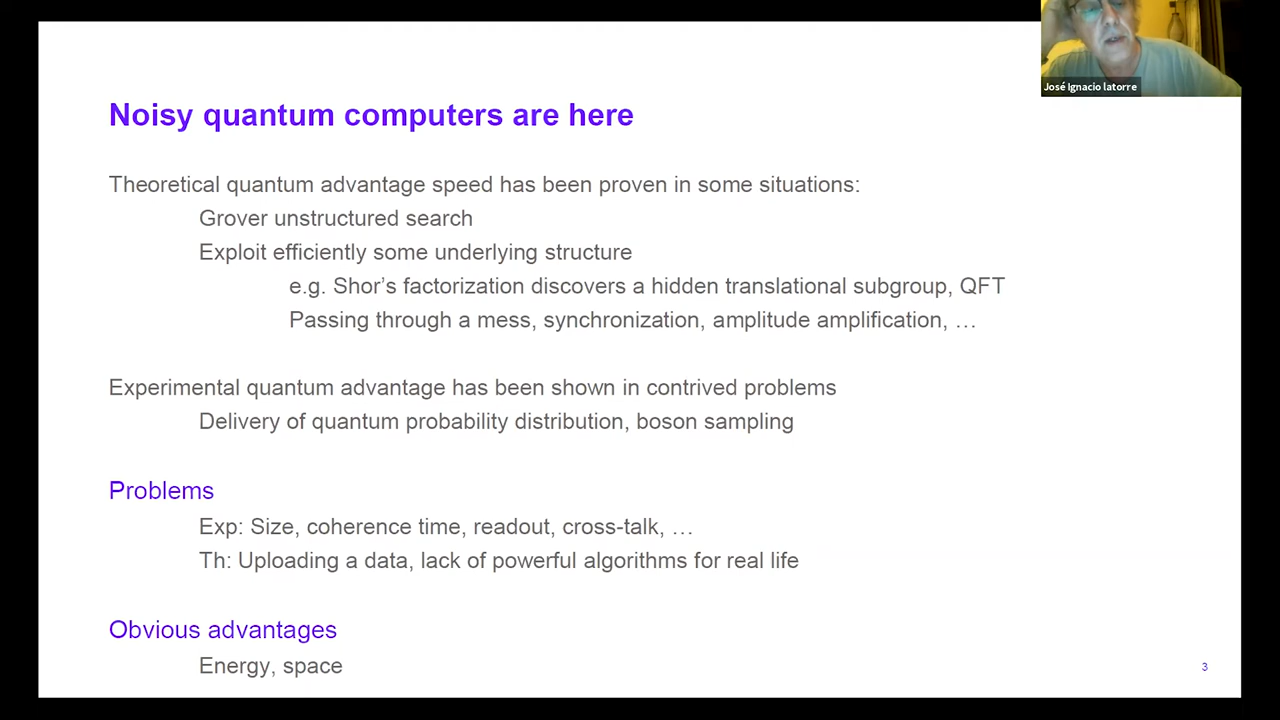 José Ignacio latorre
Noisy quantum computers are here
Theoretical quantum advantage speed has been proven in some situations:
Grover unstructured search
Exploit efficiently some underlying structure
e.g. Shor’s factorization discovers a hidden translational subgroup, QFT
Passing through a mess, synchronization, amplitude amplification, …
Experimental quantum advantage has been shown in contrived problems
Delivery of quantum probability distribution, boson sampling
Problems
Exp: Size, coherence time, readout, cross-talk, …
Th: Uploading a data, lack of powerful algorithms for real life
Obvious advantages
Energy, space
3